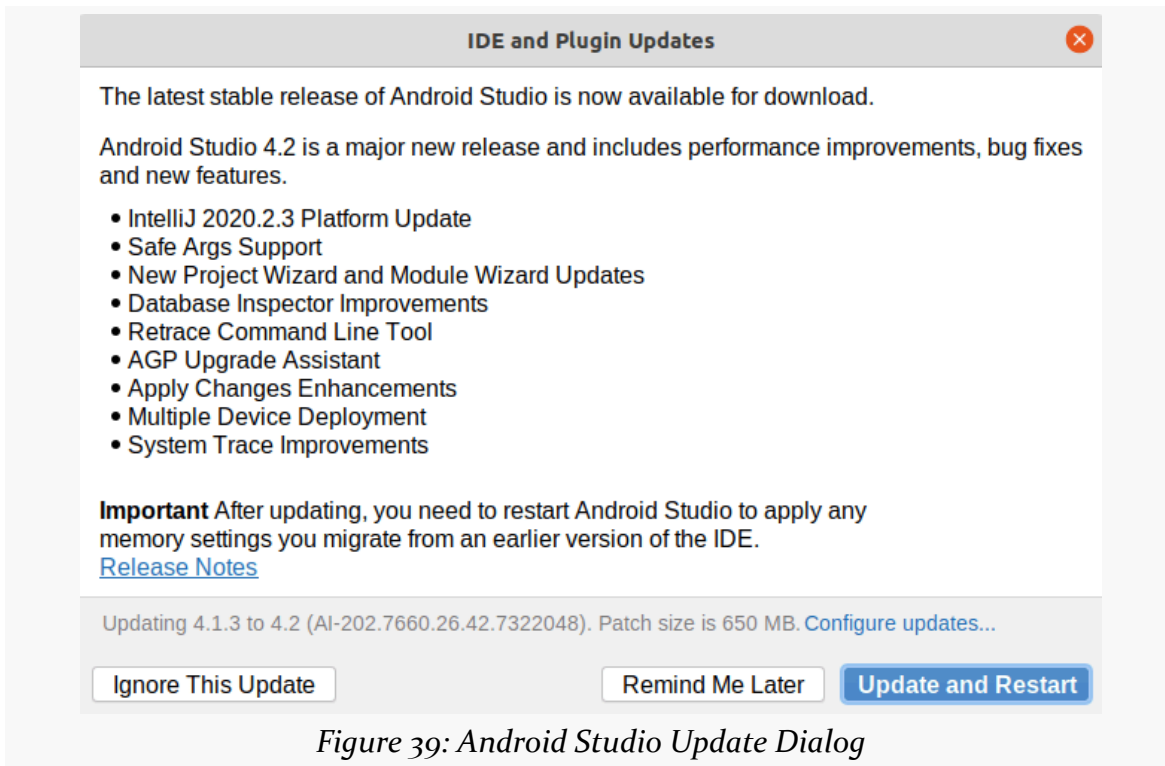 IDE and Plugin Updates
The latest stable release of Android Studio is now available for download.
Android Studio 4.2 is a major new release and includes performance improvements, bug fixes
and new features.
• IntelliJ 2020.2.3 Platform Update
• Safe Args Support
• New Project Wizard and Module Wizard Updates
• Database Inspector Improvements
• Retrace Command Line Tool
• AGP Upgrade Assistant
• Apply Changes Enhancements
• Multiple Device Deployment
• System Trace Improvements
Important After updating, you need to restart Android Studio to apply any
memory settings you migrate from an earlier version of the IDE.
Release Notes
Updating 4.1.3 to 4.2 (AI-202.7660.26.42.7322048). Patch size is 650 MB. Configure updates...
Ignore This Update Remind Me Later Update and Restart
Figure 39: Android Studio Update Dialog